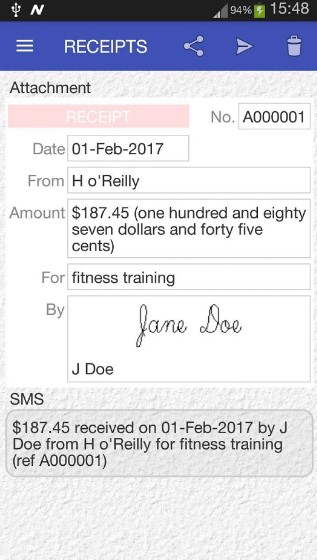 94% 15:48
RECEIPTS
Attachment
RECEIPT No. A000001
Date 01-Feb-2017
From H o'Reilly
Amount $187.45 (one hundred and eighty
seven dollars and forty five
cents)
For fitness training
By Jane Doe
J Doe
SMS
$187.45 received on 01-Feb-2017 by J
Doe from H o'Reilly for fitness training
(ref A000001)